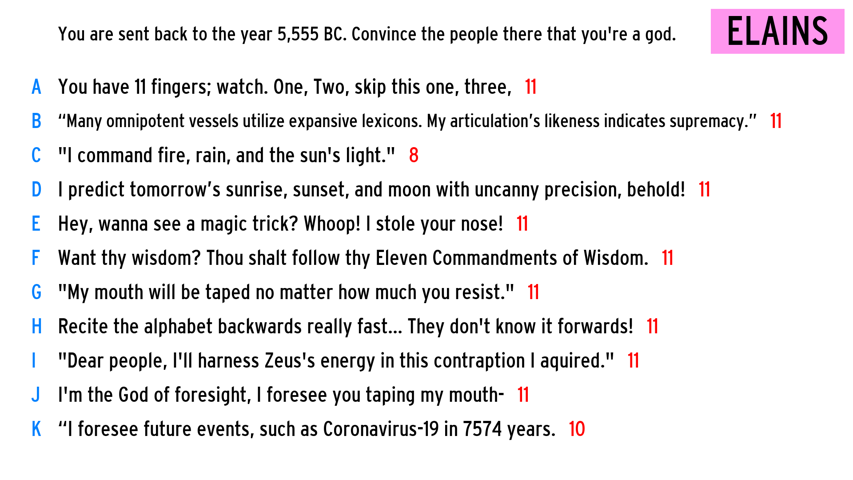 You are sent back to the year 5,555 BC. Convince the people there that you're a god.
ELAINS
A You have 11 fingers; watch. One, Two, skip this one, three, 11
B “Many omnipotent vessels utilize expansive lexicons. My articulation’s likeness indicates supremacy.” 11
C "I command fire, rain, and the sun's light." 8
D I predict tomorrow’s sunrise, sunset, and moon with uncanny precision, behold! 11
E Hey, wanna see a magic trick? Whoop! I stole your nose! 11
F Want thy wisdom? Thou shalt follow thy Eleven Commandments of Wisdom. 11
G "My mouth will be taped no matter how much you resist." 11
H Recite the alphabet backwards really fast... They don't know it forwards! 11
I "Dear people, I'll harness Zeus's energy in this contraption I aquired." 11
J I'm the God of foresight, I foresee you taping my mouth- 11
K “I foresee future events, such as Coronavirus-19 in 7574 years. 10